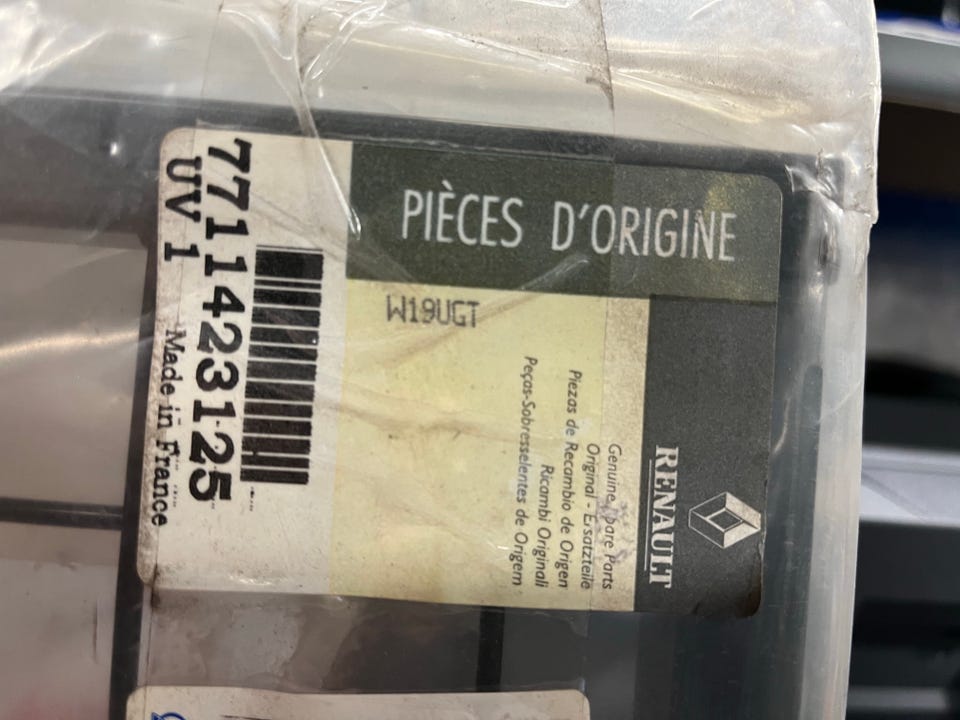 PIÈCES D'ORIGINE
W19UGT
RENAULT
Genuine Spare Parts
Original - Ersatzteile
Piezas de Recambio de Origen
Ricambi Originali
Peças-Sobresselentes de Origem
7711423125
UV 1
Made in France